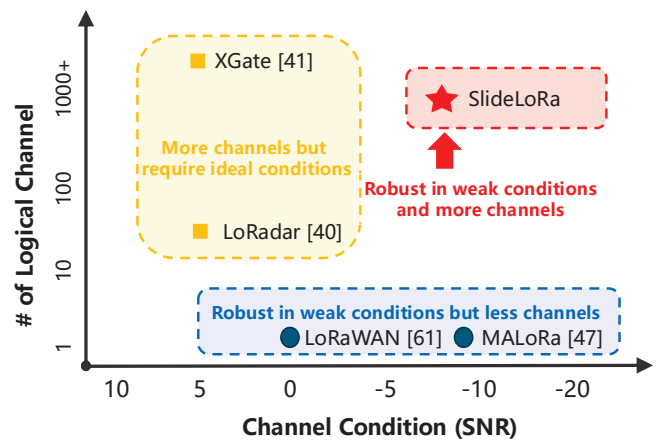 # of Logical Channel
1000+
100
10
1
XGate [41]
More channels but
require ideal conditions
LoRadar [40]
SlideLoRa
Robust in weak conditions
and more channels
Robust in weak conditions but less channels
LoRaWAN [61]
MALoRa [47]
10
5
0
-5
-10
-20
Channel Condition (SNR)